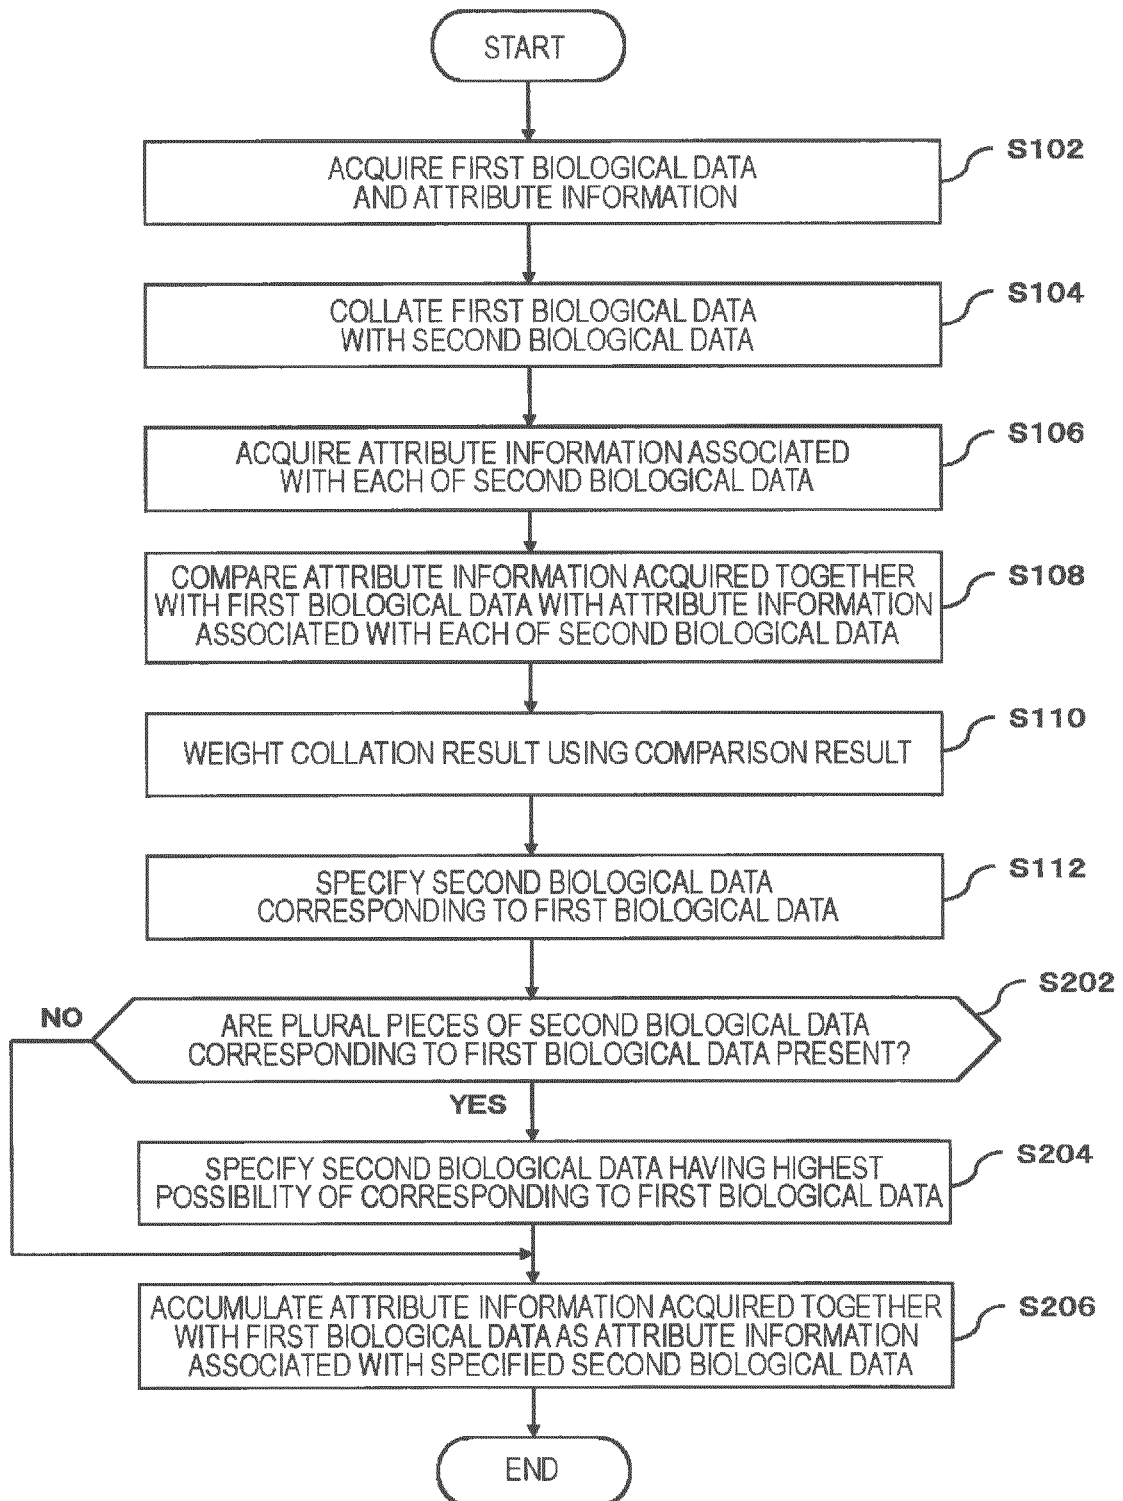 START
ACQUIRE FIRST BIOLOGICAL DATA
AND ATTRIBUTE INFORMATION
S102
COLLATE FIRST BIOLOGICAL DATA
WITH SECOND BIOLOGICAL DATA
S104
ACQUIRE ATTRIBUTE INFORMATION ASSOCIATED
WITH EACH OF SECOND BIOLOGICAL DATA
S106
COMPARE ATTRIBUTE INFORMATION ACQUIRED TOGETHER
WITH FIRST BIOLOGICAL DATA WITH ATTRIBUTE INFORMATION
ASSOCIATED WITH EACH OF SECOND BIOLOGICAL DATA
S108
WEIGHT COLLATION RESULT USING COMPARISON RESULT
S110
SPECIFY SECOND BIOLOGICAL DATA
CORRESPONDING TO FIRST BIOLOGICAL DATA
S112
ARE PLURAL PIECES OF SECOND BIOLOGICAL DATA
CORRESPONDING TO FIRST BIOLOGICAL DATA PRESENT?
S202
NO
YES
SPECIFY SECOND BIOLOGICAL DATA HAVING HIGHEST
POSSIBILITY OF CORRESPONDING TO FIRST BIOLOGICAL DATA
S204
ACCUMULATE ATTRIBUTE INFORMATION ACQUIRED TOGETHER
WITH FIRST BIOLOGICAL DATA AS ATTRIBUTE INFORMATION
ASSOCIATED WITH SPECIFIED SECOND BIOLOGICAL DATA
S206
END